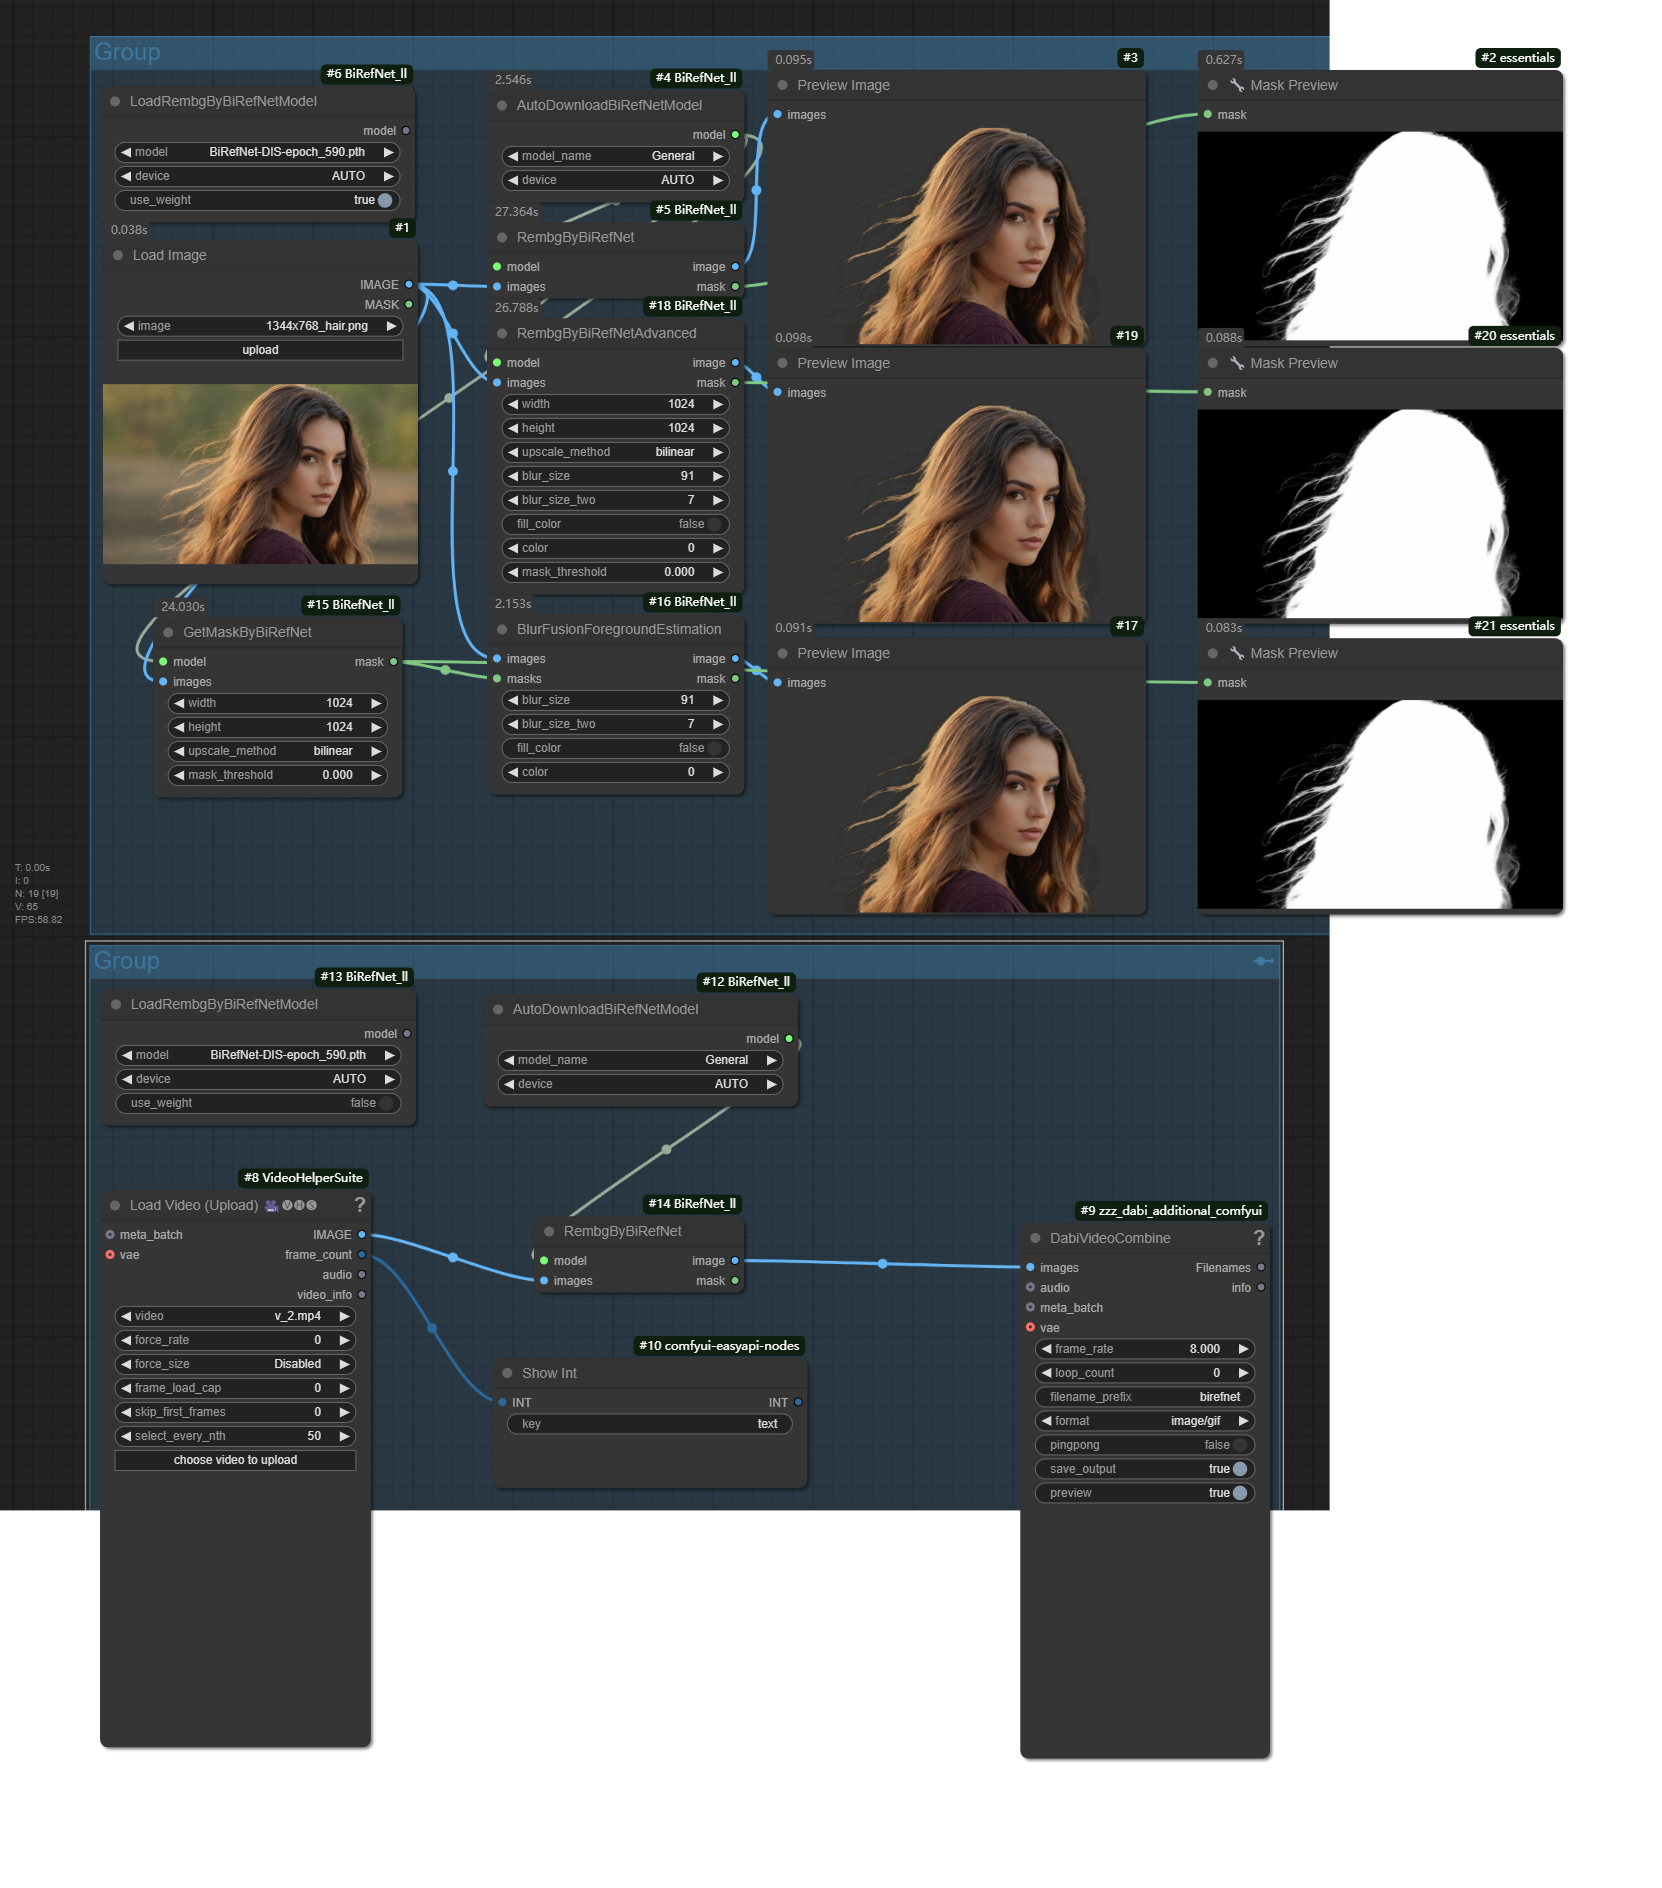 Group
#6 BiRefNet_ll
LoadRembgByBiRefNetModel
model
model BiRefNet-DIS-epoch_590.pth
device AUTO
use_weight true
0.038s
#1
Load Image
IMAGE
MASK
image 1344x768_hair.png
upload
24.030s
#15 BiRefNet_ll
GetMaskByBiRefNet
model mask
images
width 1024
height 1024
upscale_method bilinear
mask_threshold 0.000
2.546s
#4 BiRefNet_ll
AutoDownloadBiRefNetModel
model
model_name General
device AUTO
27.364s
#5 BiRefNet_ll
RembgByBiRefNet
model image
images mask
26.788s
#18 BiRefNet_ll
RembgByBiRefNetAdvanced
model image
images mask
width 1024
height 1024
upscale_method bilinear
blur_size 91
blur_size_two 7
fill_color false
color 0
mask_threshold 0.000
2.153s
#16 BiRefNet_ll
BlurFusionForegroundEstimation
images image
masks mask
blur_size 91
blur_size_two 7
fill_color false
color 0
0.095s
#3
Preview Image
images
0.098s
#19
Preview Image
images
0.091s
#17
Preview Image
images
0.627s
#2 essentials
Mask Preview
mask
0.088s
#20 essentials
Mask Preview
mask
0.083s
#21 essentials
Mask Preview
mask
T: 0.00s
I: 0
N: 19 [19]
V: 65
FPS:58.82
Group
#13 BiRefNet_ll
LoadRembgByBiRefNetModel
model
model BiRefNet-DIS-epoch_590.pth
device AUTO
use_weight false
#12 BiRefNet_ll
AutoDownloadBiRefNetModel
model
model_name General
device AUTO
#8 VideoHelperSuite
Load Video (Upload) VHS ?
meta_batch IMAGE
vae frame_count
audio
video_info
video v_2.mp4
force_rate 0
force_size Disabled
frame_load_cap 0
skip_first_frames 0
select_every_nth 50
choose video to upload
#14 BiRefNet_ll
RembgByBiRefNet
model image
images mask
#10 comfyui-easyapi-nodes
Show Int
INT INT
key text
#9 zzz_dabi_additional_comfyui
DabiVideoCombine ?
images Filenames
audio info
meta_batch
vae
frame_rate 8.000
loop_count 0
filename_prefix birefnet
format image/gif
pingpong false
save_output true
preview true